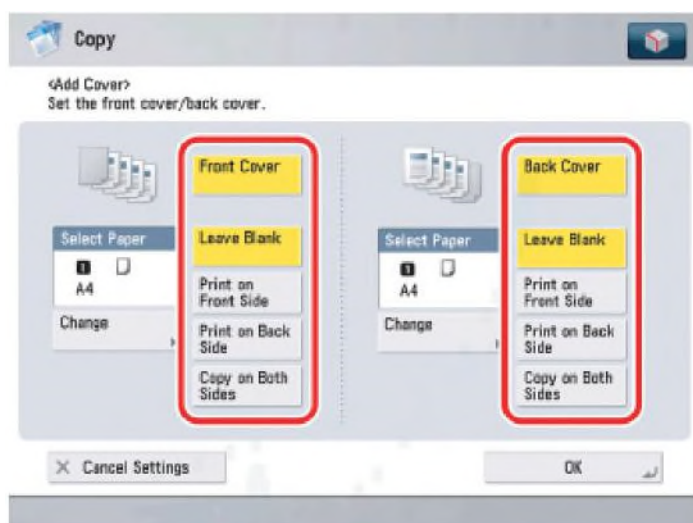 Copy
<Add Cover>
Set the front cover/back cover.
Front Cover
Select Paper
Leave Blank
1
A4
Print on
Front Side
Change
Print on Back
Side
Copy on Both
Sides
Back Cover
Select Paper
Leave Blank
1
A4
Print on
Front Side
Change
Print on Back
Side
Copy on Both
Sides
Cancel Settings
OK